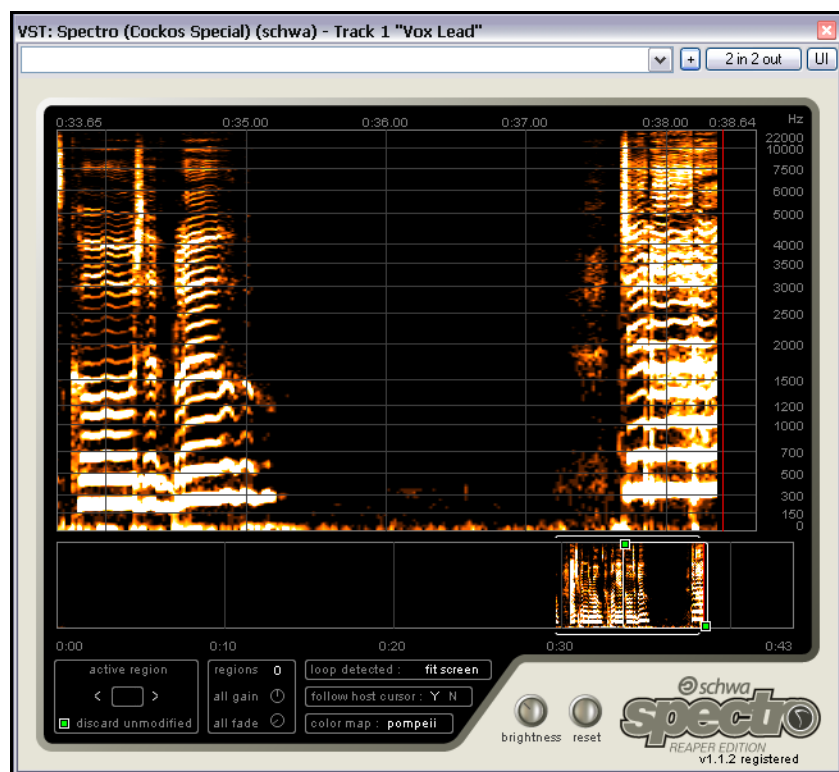 VST: Spectro (Cockos Special) (schwa) - Track 1 "Vox Lead"
+ 2 in 2 out UI
0:33.65 0:35.00 0:36.00 0:37.00 0:38.00 0:38.64 Hz
22000
10000
7500
6000
5000
4000
3500
3000
2500
2000
1500
1200
1000
700
500
300
150
0
0:00 0:10 0:20 0:30 0:43
active region
< >
discard unmodified
regions 0
all gain
all fade
loop detected : fit screen
follow host cursor : Y N
color map : pompeii
brightness reset
schwa
spectro
REAPER EDITION
v1.1.2 registered